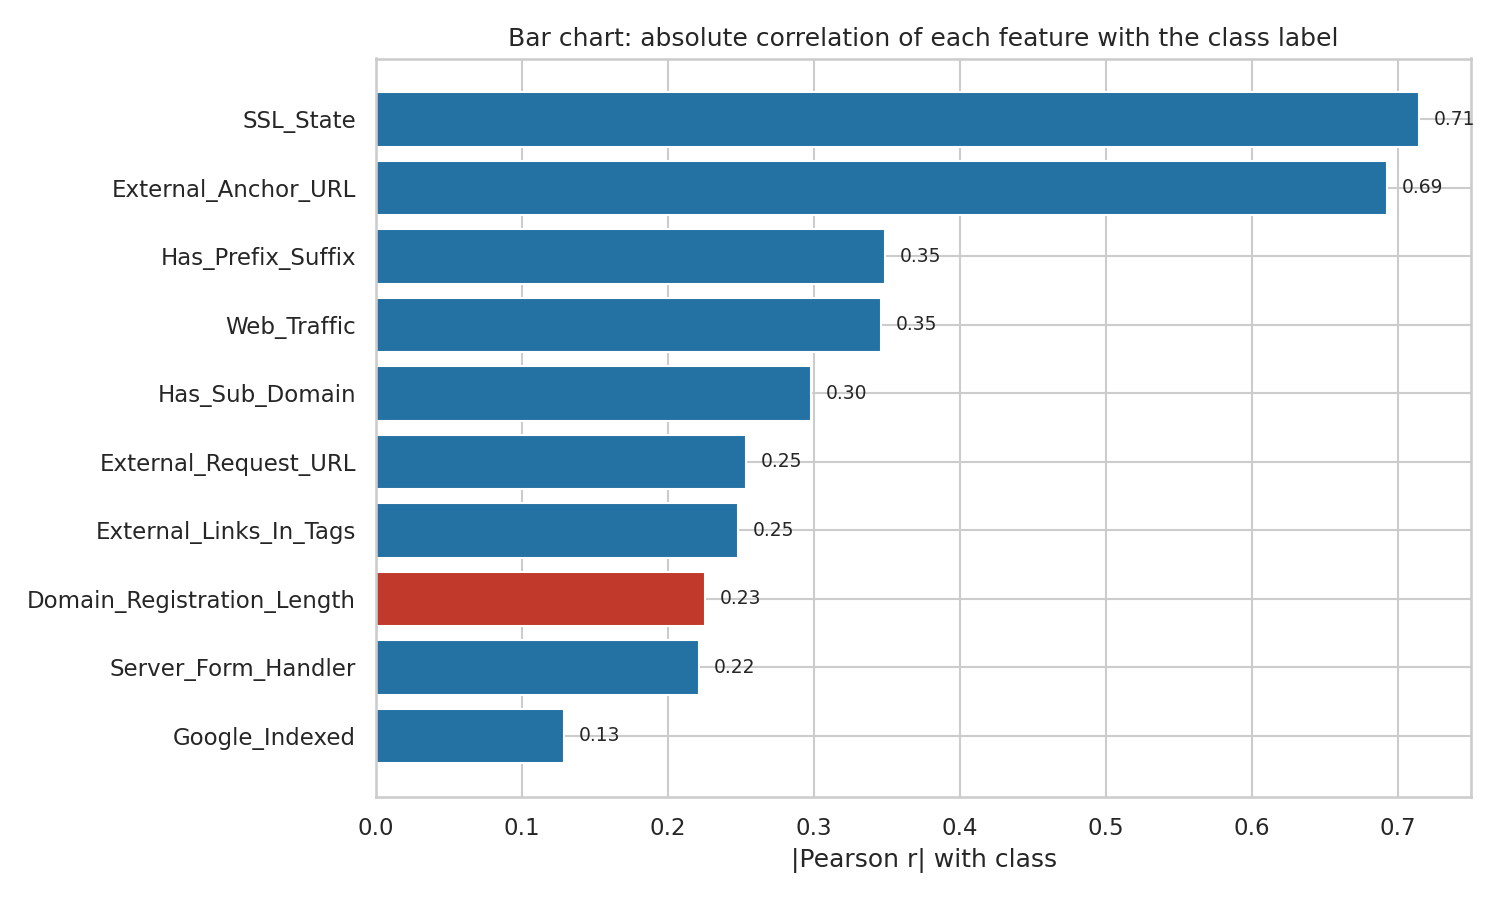 Bar chart: absolute correlation of each feature with the class label
SSL_State 0.71
External_Anchor_URL 0.69
Has_Prefix_Suffix 0.35
Web_Traffic 0.35
Has_Sub_Domain 0.30
External_Request_URL 0.25
External_Links_In_Tags 0.25
Domain_Registration_Length 0.23
Server_Form_Handler 0.22
Google_Indexed 0.13
0.0 0.1 0.2 0.3 0.4 0.5 0.6 0.7
|Pearson r| with class